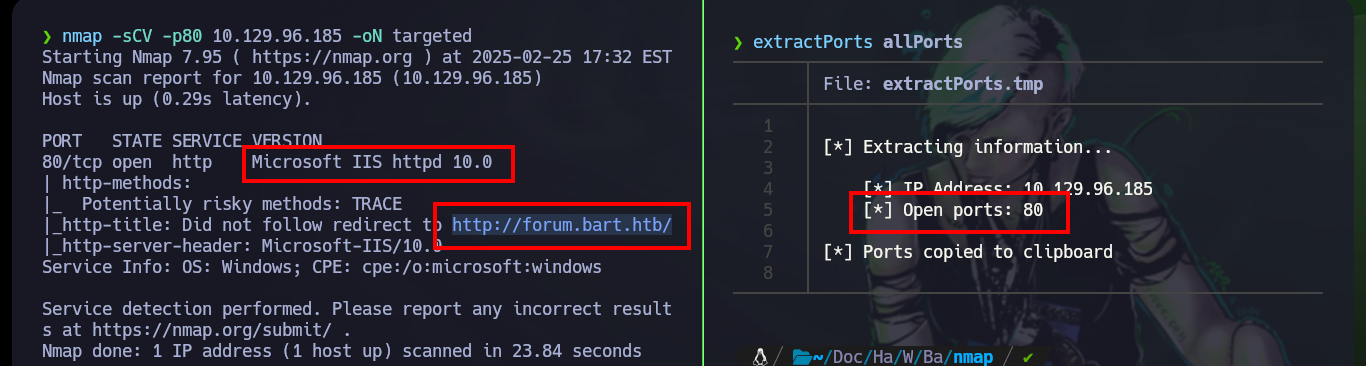 ❯ nmap -sCV -p80 10.129.96.185 -oN targeted
Starting Nmap 7.95 ( https://nmap.org ) at 2025-02-25 17:32 EST
Nmap scan report for 10.129.96.185 (10.129.96.185)
Host is up (0.29s latency).
PORT   STATE SERVICE VERSION
80/tcp open  http    Microsoft IIS httpd 10.0
| http-methods:
|_  Potentially risky methods: TRACE
|_http-title: Did not follow redirect to http://forum.bart.htb/
|_http-server-header: Microsoft-IIS/10.0
Service Info: OS: Windows; CPE: cpe:/o:microsoft:windows
Service detection performed. Please report any incorrect result
s at https://nmap.org/submit/ .
Nmap done: 1 IP address (1 host up) scanned in 23.84 seconds
❯ extractPorts allPorts
File: extractPorts.tmp
1
2 [*] Extracting information...
3
4 [*] IP Address: 10.129.96.185
5 [*] Open ports: 80
6
7 [*] Ports copied to clipboard
8
~/Doc/Ha/W/Ba/nmap / ✔